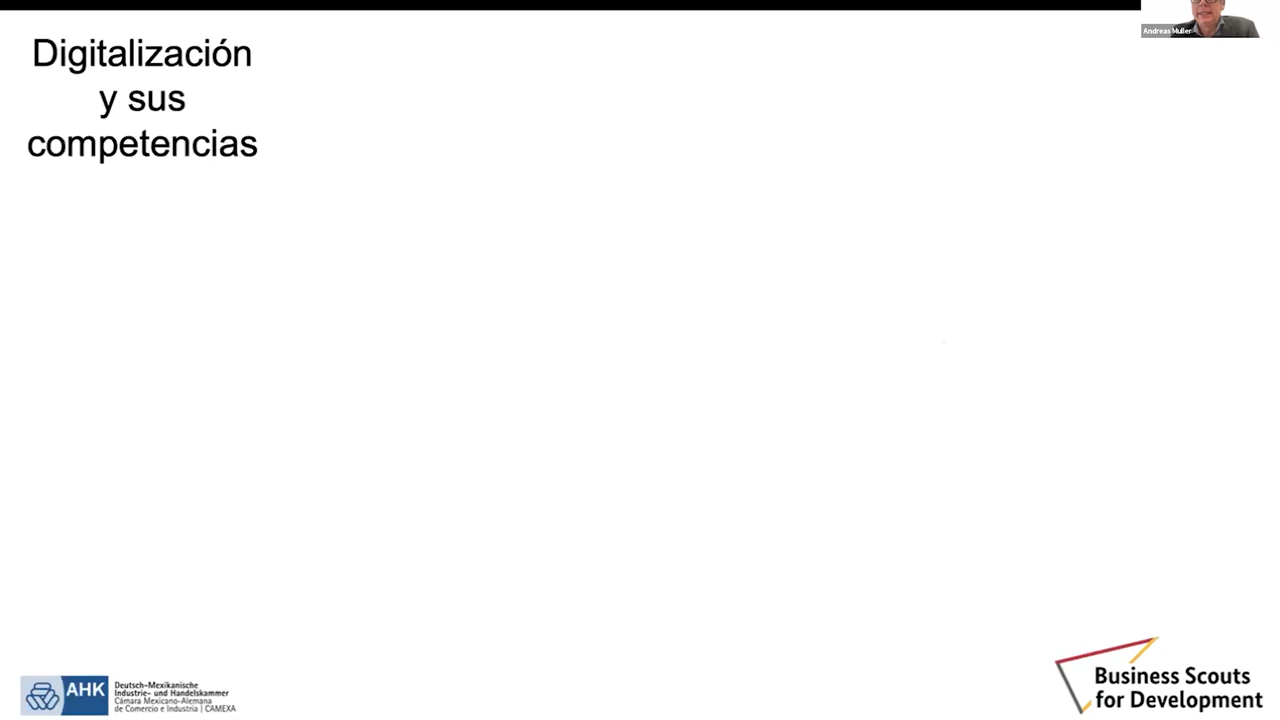 Digitalización
y sus
competencias
Andreas Muller
AHK
Deutsch-Mexikanische
Industrie- und Handelskammer
Cámara Mexicano-Alemana
de Comercio e Industria | CAMEXA
Business Scouts
for Development